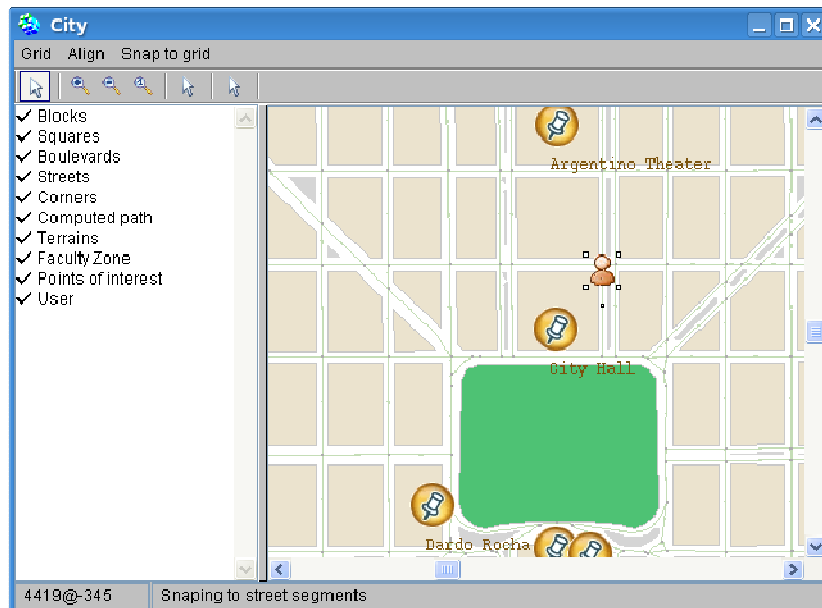 City
Grid Align Snap to grid
Blocks
Squares
Boulevards
Streets
Corners
Computed path
Terrains
Faculty Zone
Points of interest
User
Argentino Theater
City Hall
Dardo Rocha
4419@-345 Snaping to street segments